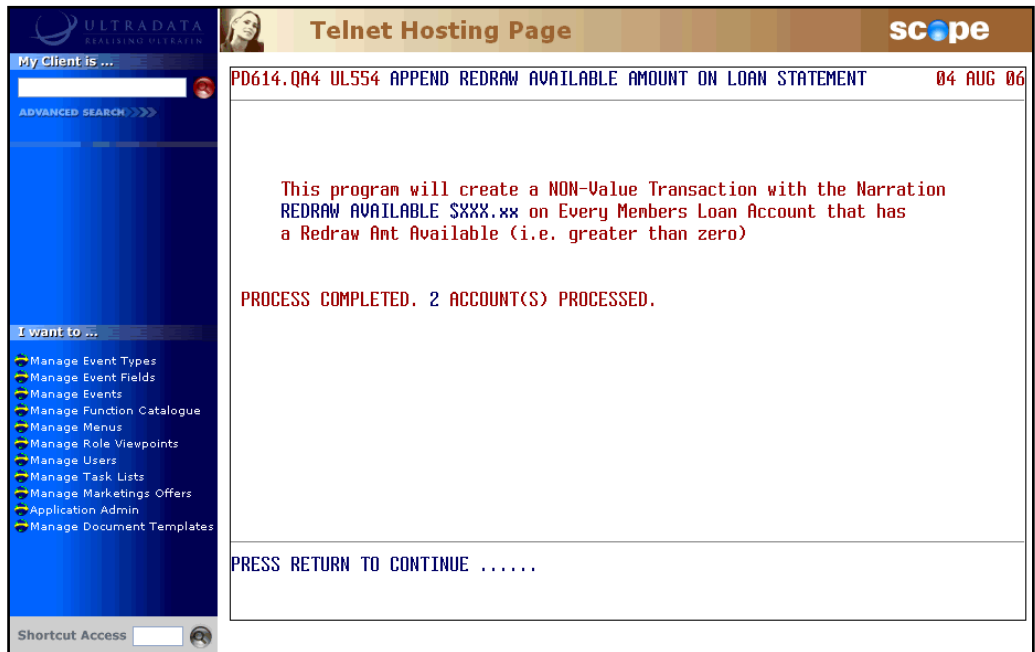 ULTRADATA
REALISING ULTRAFIN
Telnet Hosting Page
scope
My Client is ...
ADVANCED SEARCH
PD614.QA4 UL554 APPEND REDRAW AVAILABLE AMOUNT ON LOAN STATEMENT 04 AUG 06
This program will create a NON-Value Transaction with the Narration
REDRAW AVAILABLE $XXX.xx on Every Members Loan Account that has
a Redraw Amt Available (i.e. greater than zero)
PROCESS COMPLETED. 2 ACCOUNT(S) PROCESSED.
I want to ...
Manage Event Types
Manage Event Fields
Manage Events
Manage Function Catalogue
Manage Menus
Manage Role Viewpoints
Manage Users
Manage Task Lists
Manage Marketings Offers
Application Admin
Manage Document Templates
PRESS RETURN TO CONTINUE ......
Shortcut Access